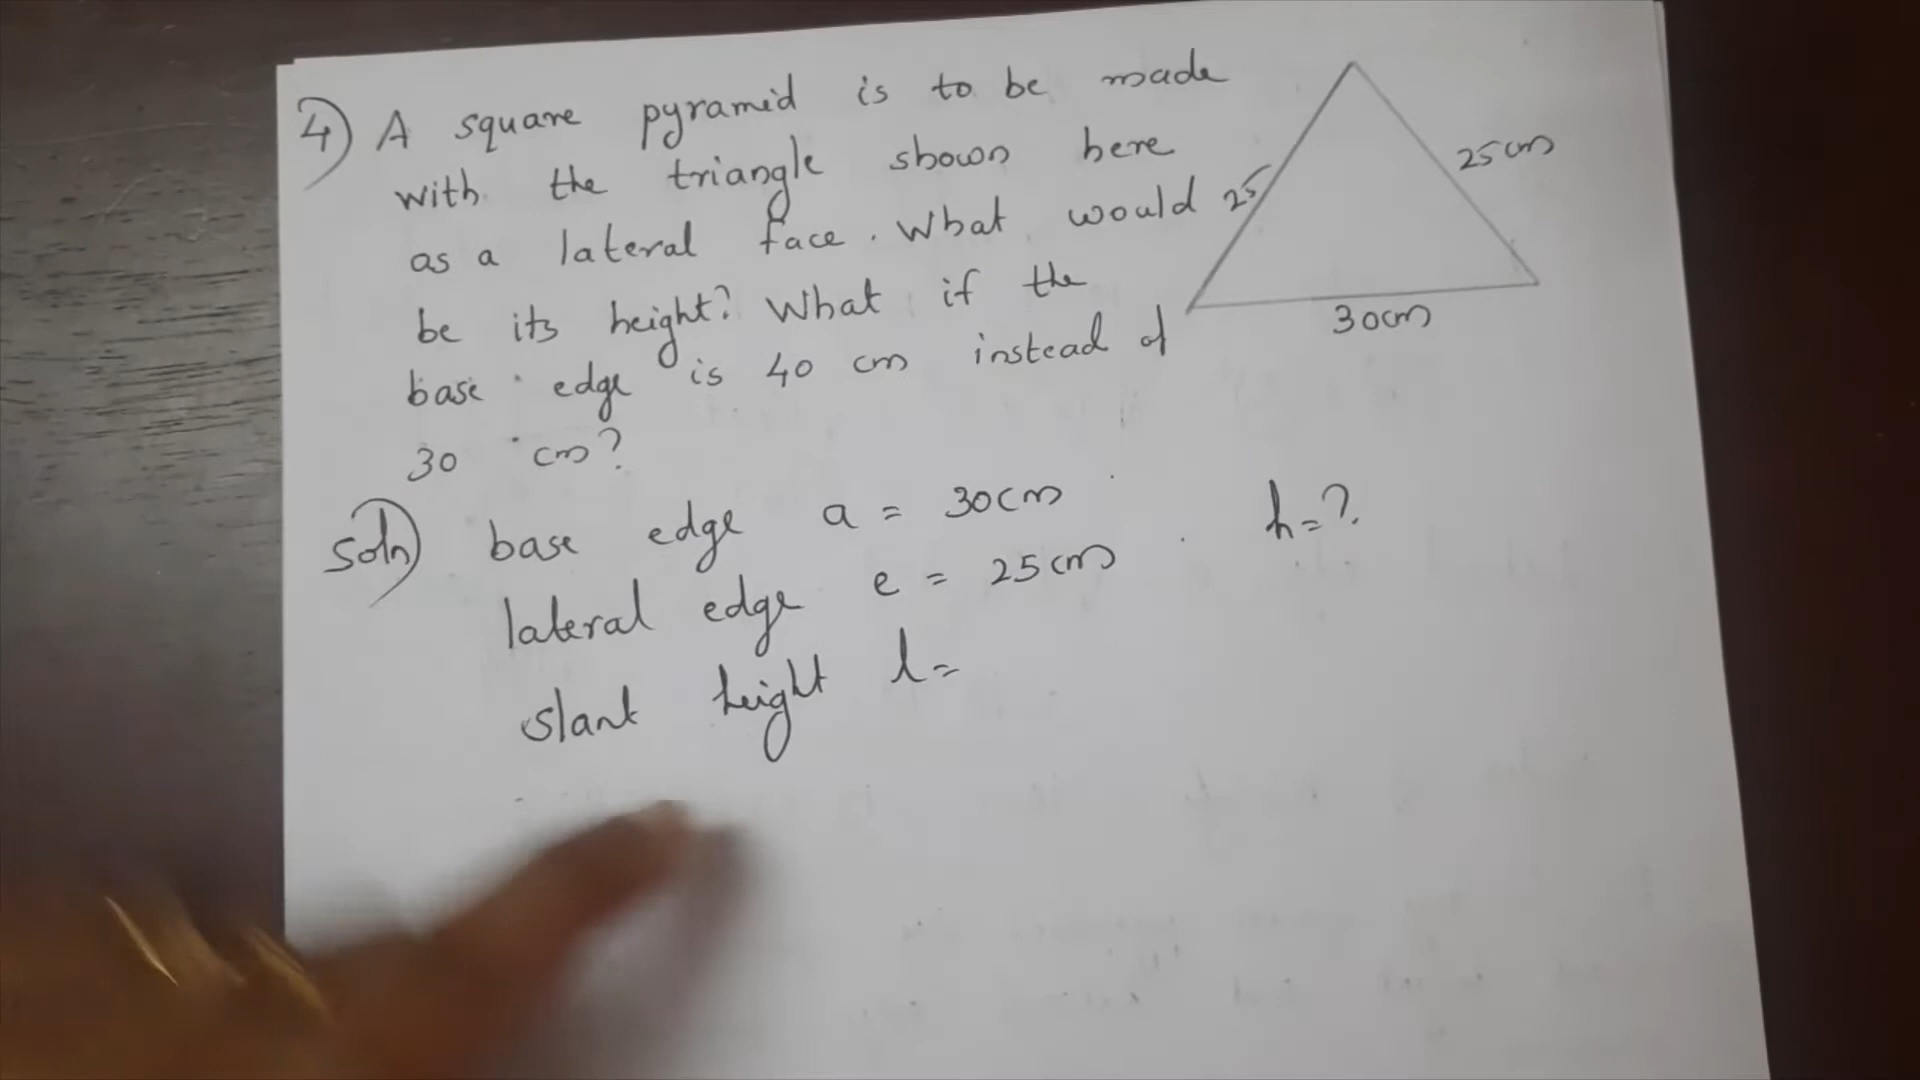 4) A square pyramid is to be made
with the triangle shown here
as a lateral face. What would
be its height? What if the
base edge is 40 cm instead of
30 cm?
25
25cm
30cm
Soln) base edge a = 30cm
h=?
lateral edge e = 25cm
slant height l=